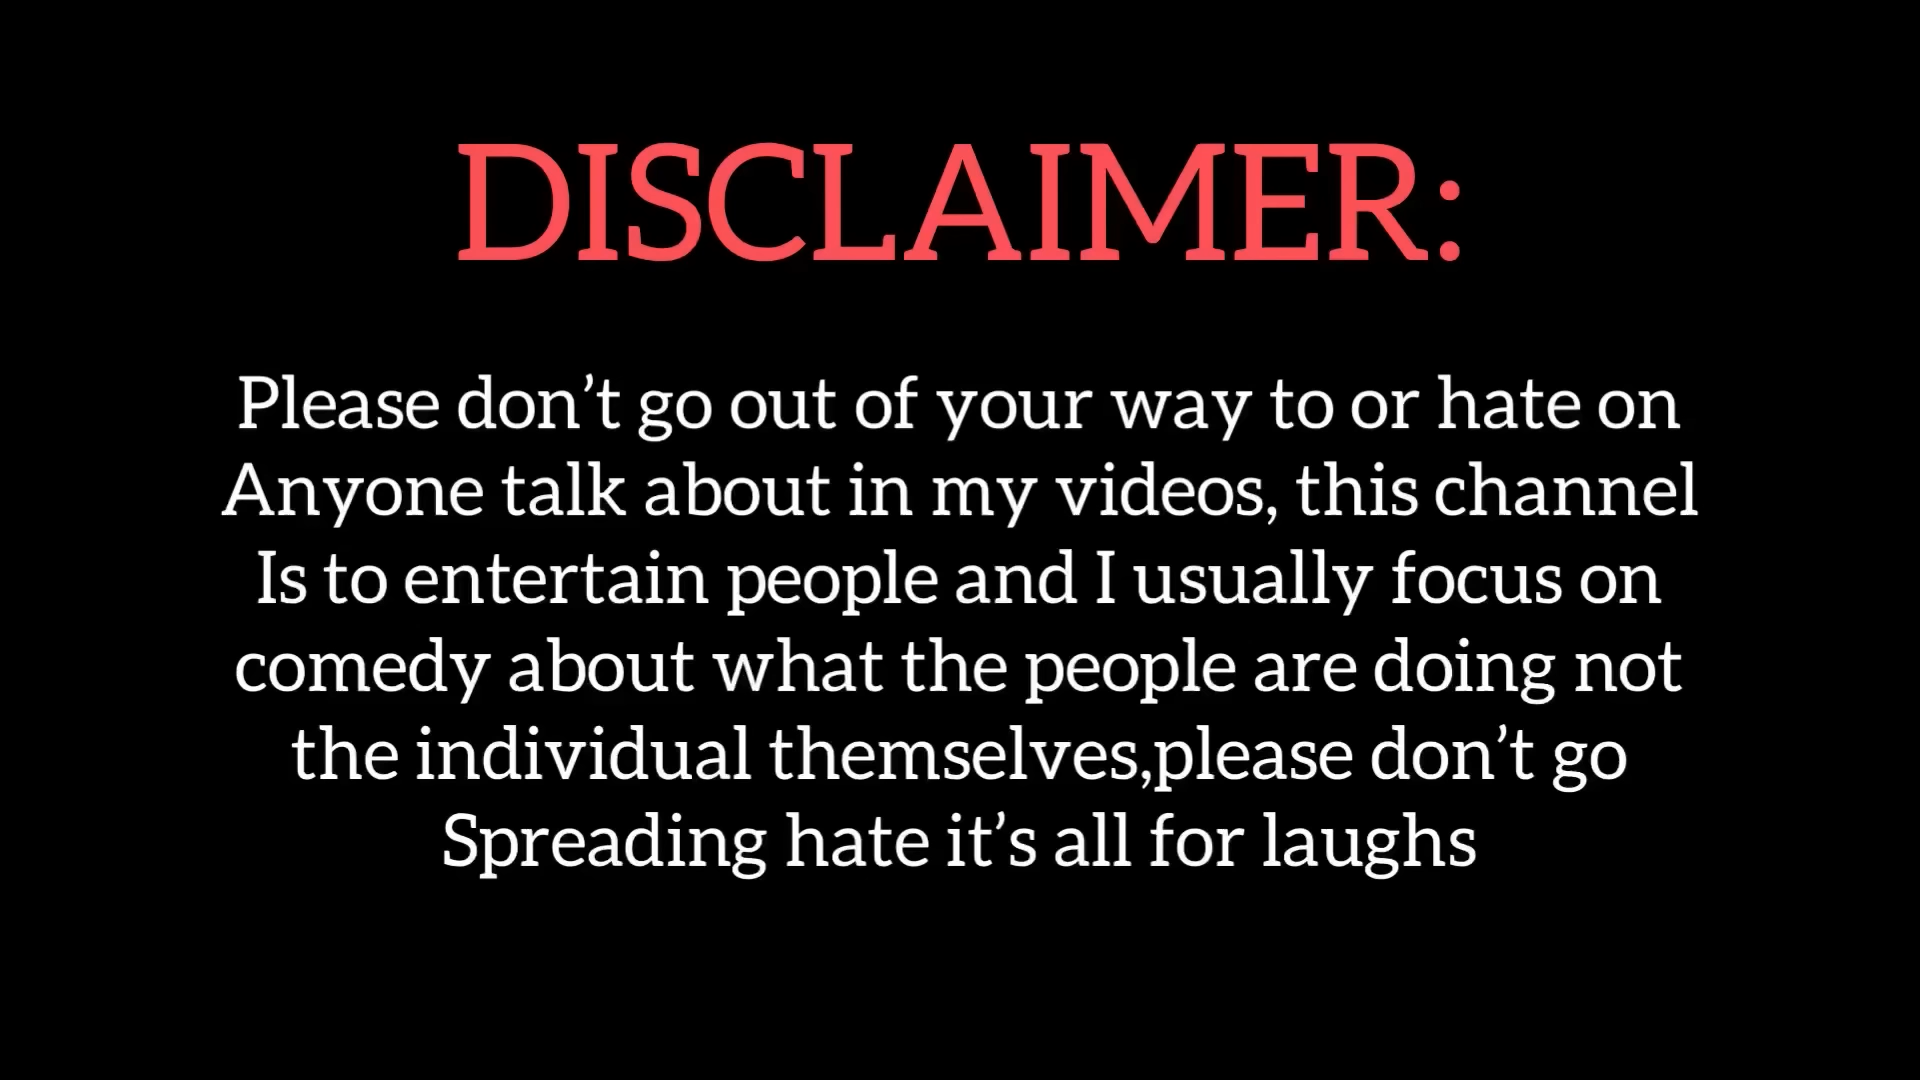 DISCLAIMER:
Please don’t go out of your way to or hate on
Anyone talk about in my videos, this channel
Is to entertain people and I usually focus on
comedy about what the people are doing not
the individual themselves,please don’t go
Spreading hate it’s all for laughs